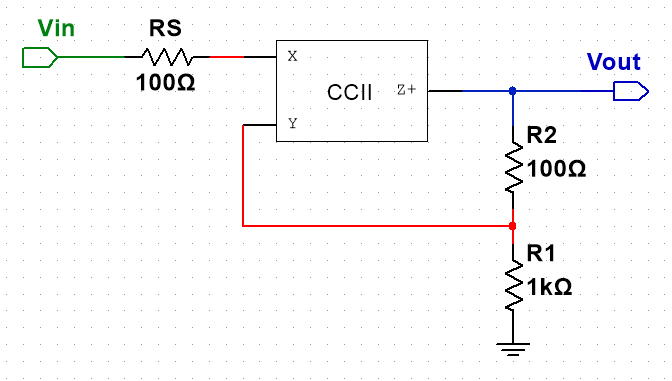 Vin
RS
100Ω
X
Y
CCII
Z+
Vout
R2
100Ω
R1
1kΩ